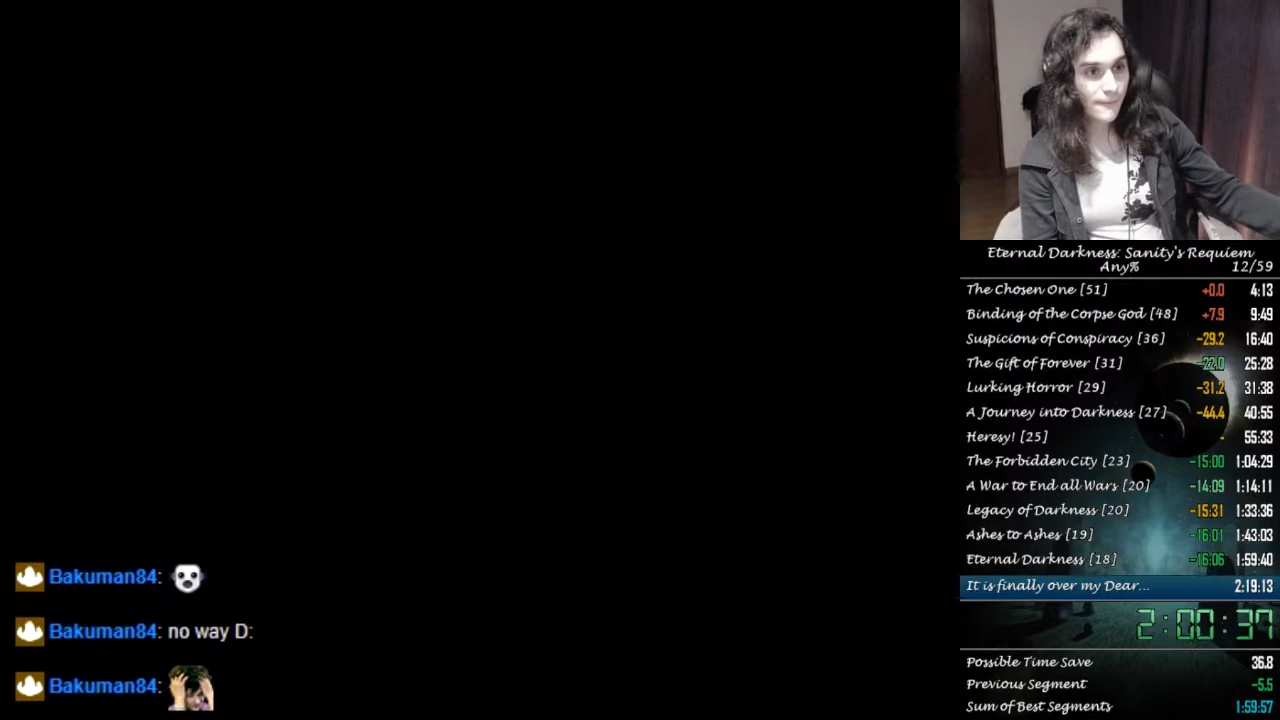 Eternal Darkness: Sanity's Requiem
Any% 12/59
The Chosen One [51] +0.0 4:13
Binding of the Corpse God [48] +7.9 9:49
Suspicions of Conspiracy [36] -29.2 16:40
The Gift of Forever [31] -22.0 25:28
Lurking Horror [29] -31.2 31:38
A Journey into Darkness [27] -44.4 40:55
Heresy! [25] - 55:33
The Forbidden City [23] -15:00 1:04:29
A War to End all Wars [20] -14:09 1:14:11
Legacy of Darkness [20] -15:31 1:33:36
Ashes to Ashes [19] -16:01 1:43:03
Eternal Darkness [18] -16:06 1:59:40
It is finally over my Dear... 2:19:13
2:00:37
Possible Time Save 36.8
Previous Segment -5.5
Sum of Best Segments 1:59:57
Bakuman84:
Bakuman84: no way D:
Bakuman84: